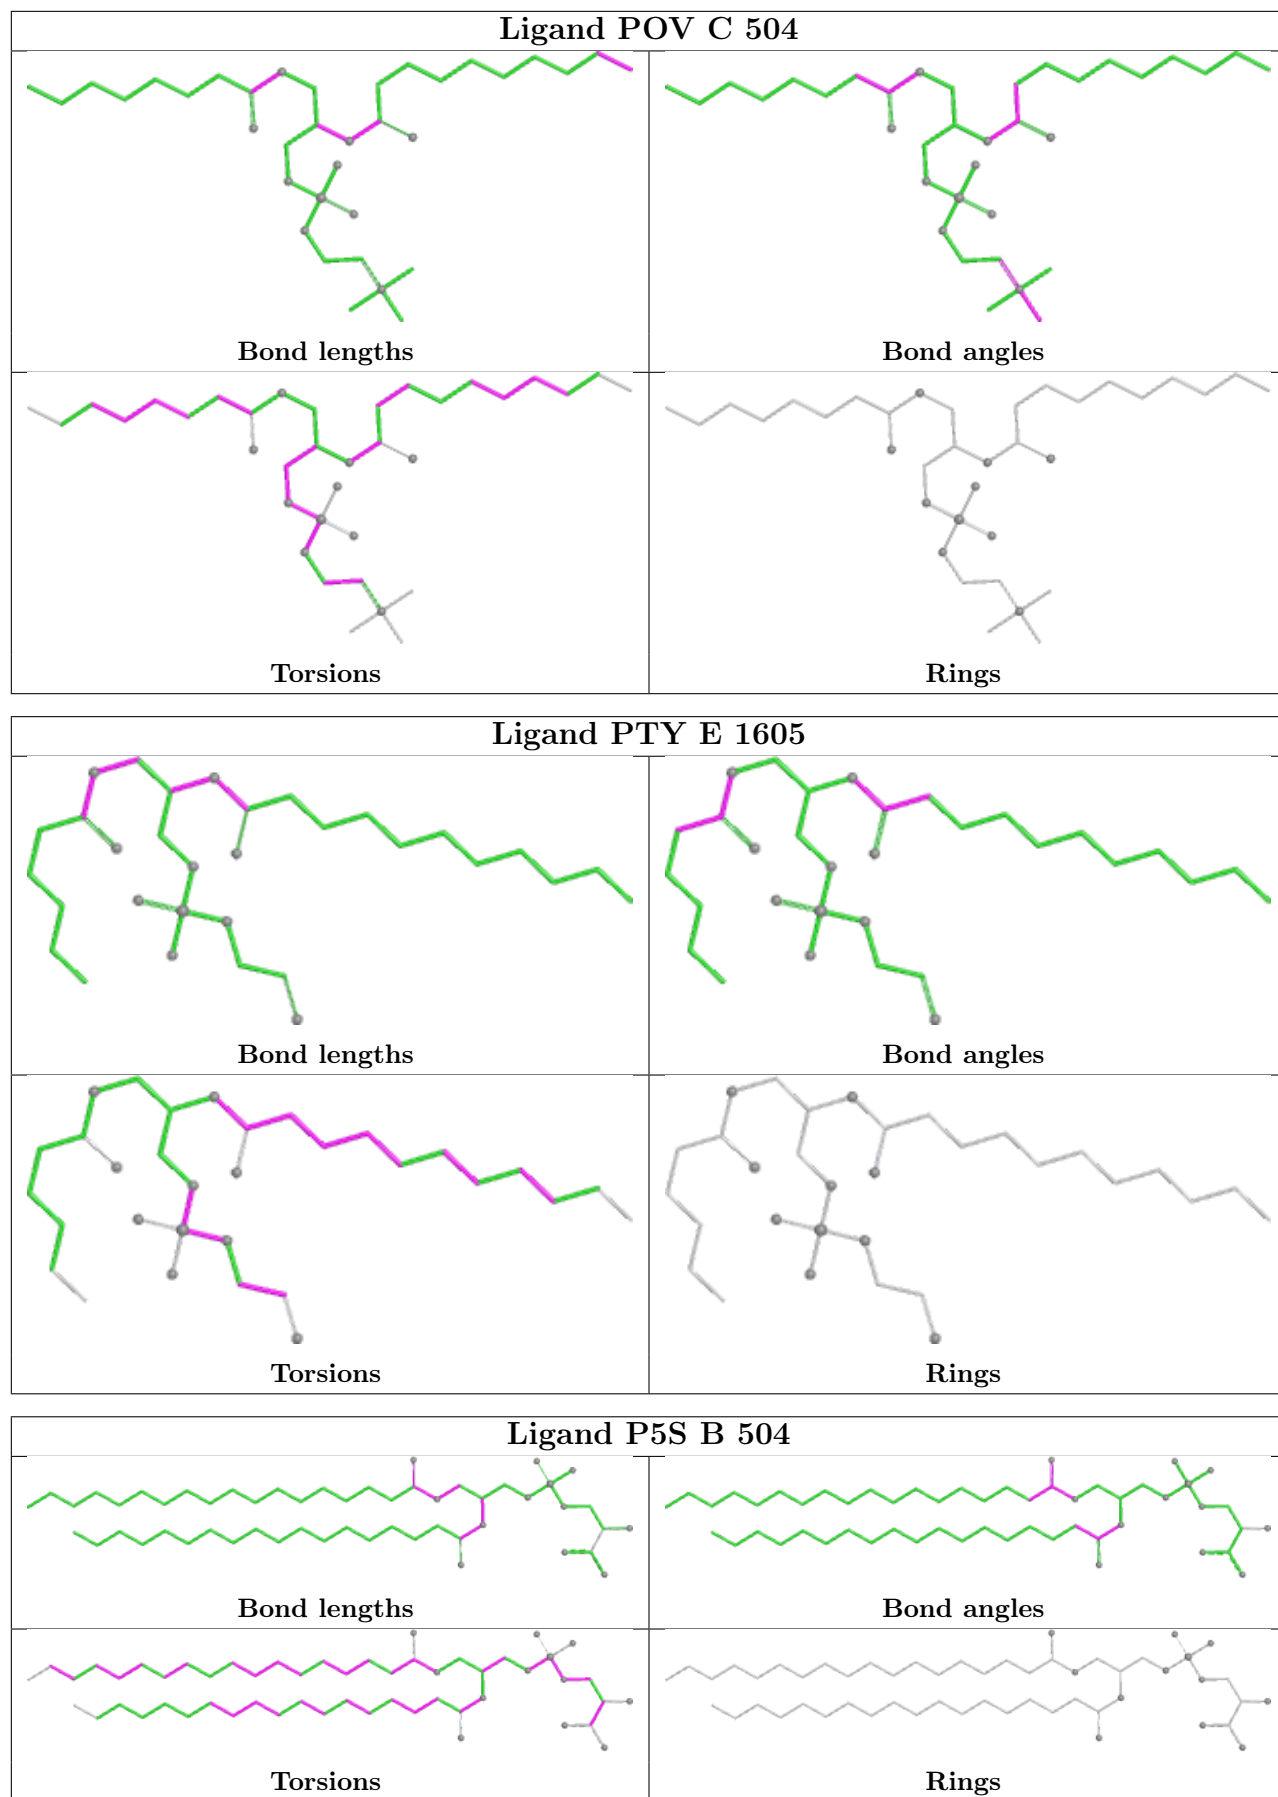 Ligand POV C 504
Bond lengths
Bond angles
Torsions
Rings
Ligand PTY E 1605
Bond lengths
Bond angles
Torsions
Rings
Ligand P5S B 504
Bond lengths
Bond angles
Torsions
Rings